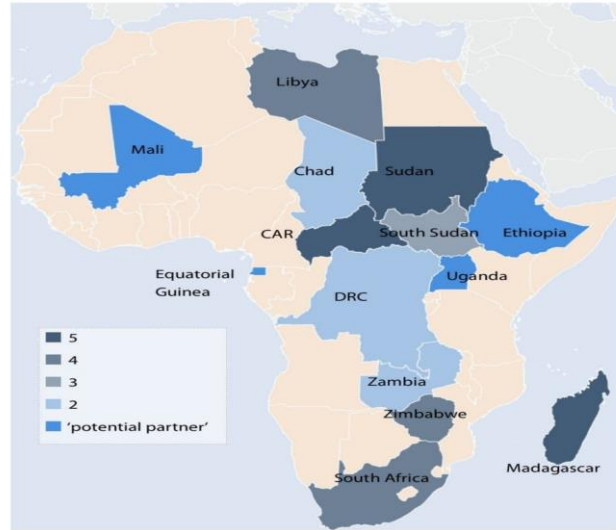 Libya
Mali
Chad
Sudan
CAR
South Sudan
Ethiopia
Equatorial
Guinea
Uganda
DRC
5
4
3
2
'potential partner'
Zambia
Zimbabwe
South Africa
Madagascar